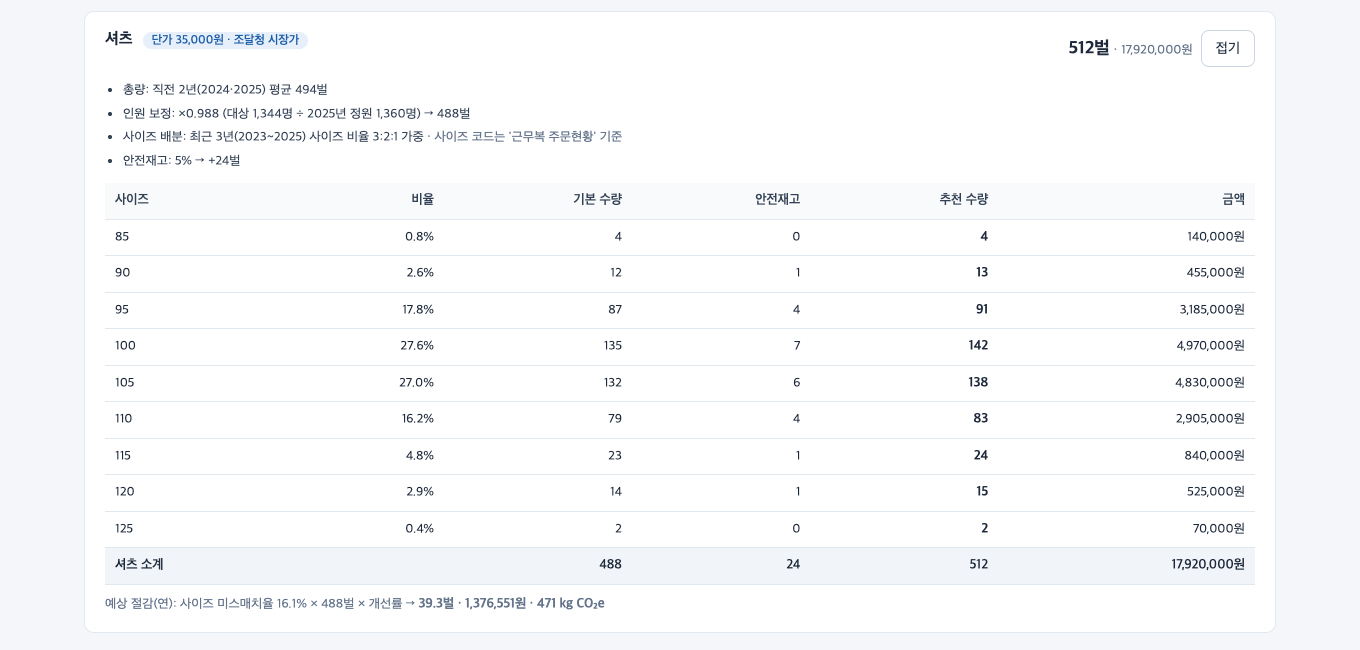 셔츠 단가 35,000원 · 조달청 시장가 512벌 · 17,920,000원 접기
• 총량: 직전 2년(2024·2025) 평균 494벌
• 인원 보정: ×0.988 (대상 1,344명 ÷ 2025년 정원 1,360명) → 488벌
• 사이즈 배분: 최근 3년(2023~2025) 사이즈 비율 3:2:1 가중 · 사이즈 코드는 '근무복 주문현황' 기준
• 안전재고: 5% → +24벌
사이즈 비율 기본 수량 안전재고 추천 수량 금액
85 0.8% 4 0 4 140,000원
90 2.6% 12 1 13 455,000원
95 17.8% 87 4 91 3,185,000원
100 27.6% 135 7 142 4,970,000원
105 27.0% 132 6 138 4,830,000원
110 16.2% 79 4 83 2,905,000원
115 4.8% 23 1 24 840,000원
120 2.9% 14 1 15 525,000원
125 0.4% 2 0 2 70,000원
셔츠 소계 488 24 512 17,920,000원
예상 절감(연): 사이즈 미스매치율 16.1% × 488벌 × 개선률 → 39.3벌 · 1,376,551원 · 471 kg CO₂e